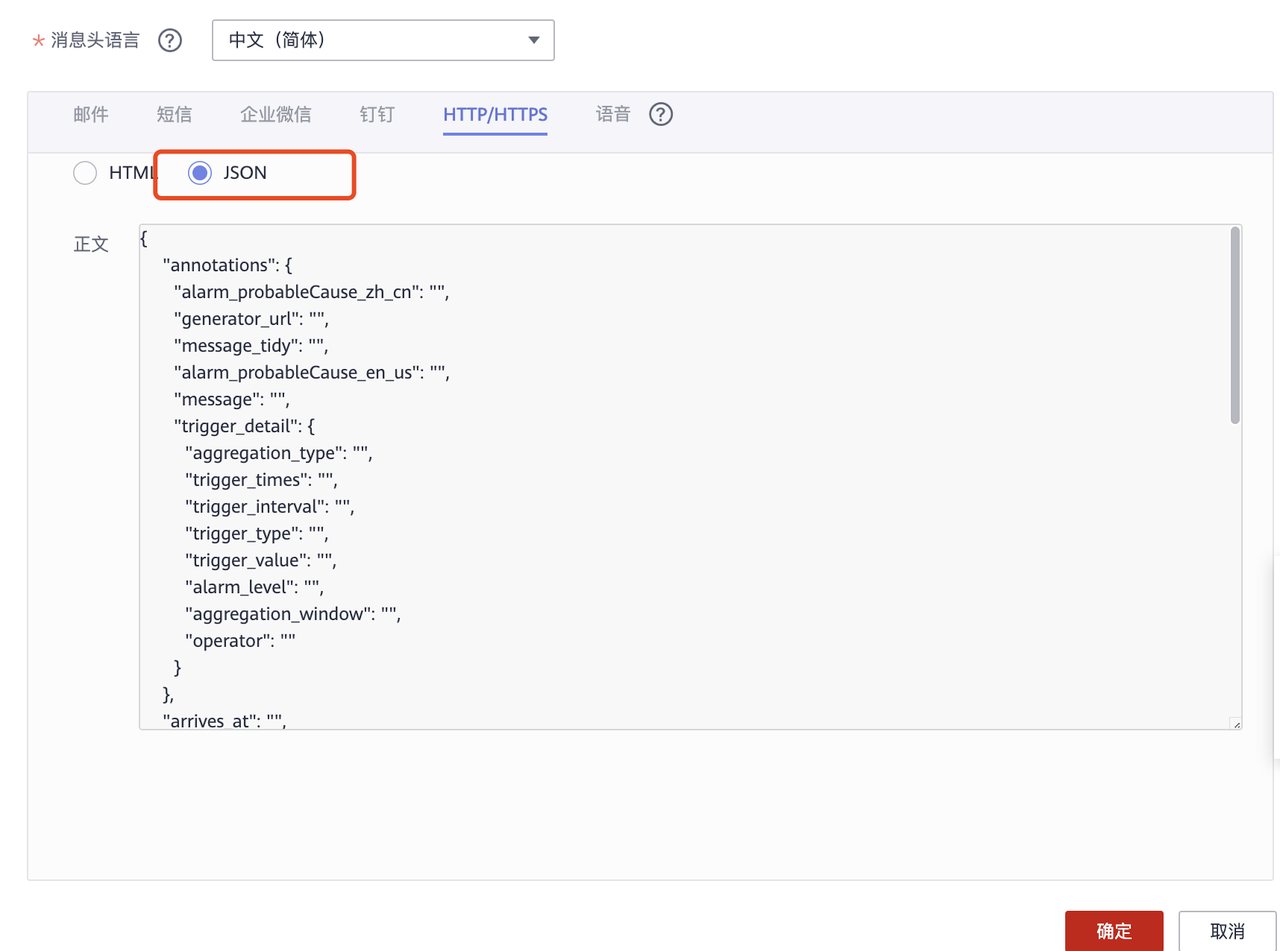 * 消息头语言 ? 中文（简体）
邮件 短信 企业微信 钉钉 HTTP/HTTPS 语音 ?
HTML JSON
正文
{
"annotations": {
"alarm_probableCause_zh_cn": "",
"generator_url": "",
"message_tidy": "",
"alarm_probableCause_en_us": "",
"message": "",
"trigger_detail": {
"aggregation_type": "",
"trigger_times": "",
"trigger_interval": "",
"trigger_type": "",
"trigger_value": "",
"alarm_level": "",
"aggregation_window": "",
"operator": ""
}
},
"arrives_at": "",
确定 取消